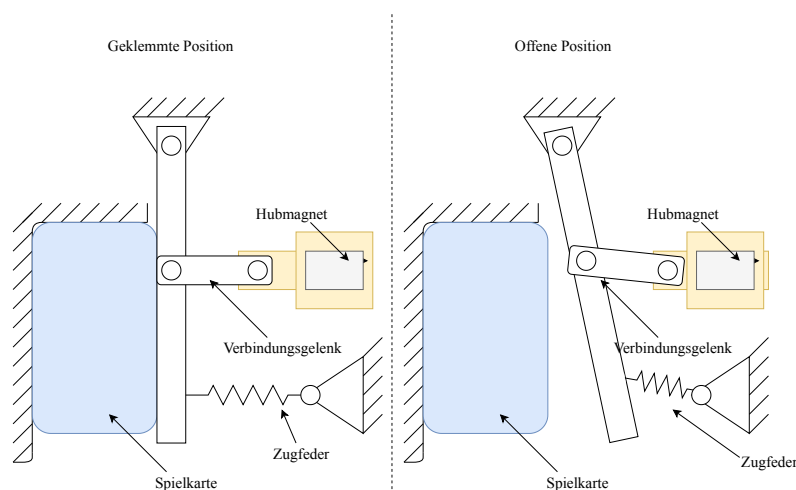 Geklemmte Position
Offene Position
Hubmagnet
Hubmagnet
Verbindungsgelenk
Verbindungsgelenk
Zugfeder
Zugfeder
Spielkarte
Spielkarte